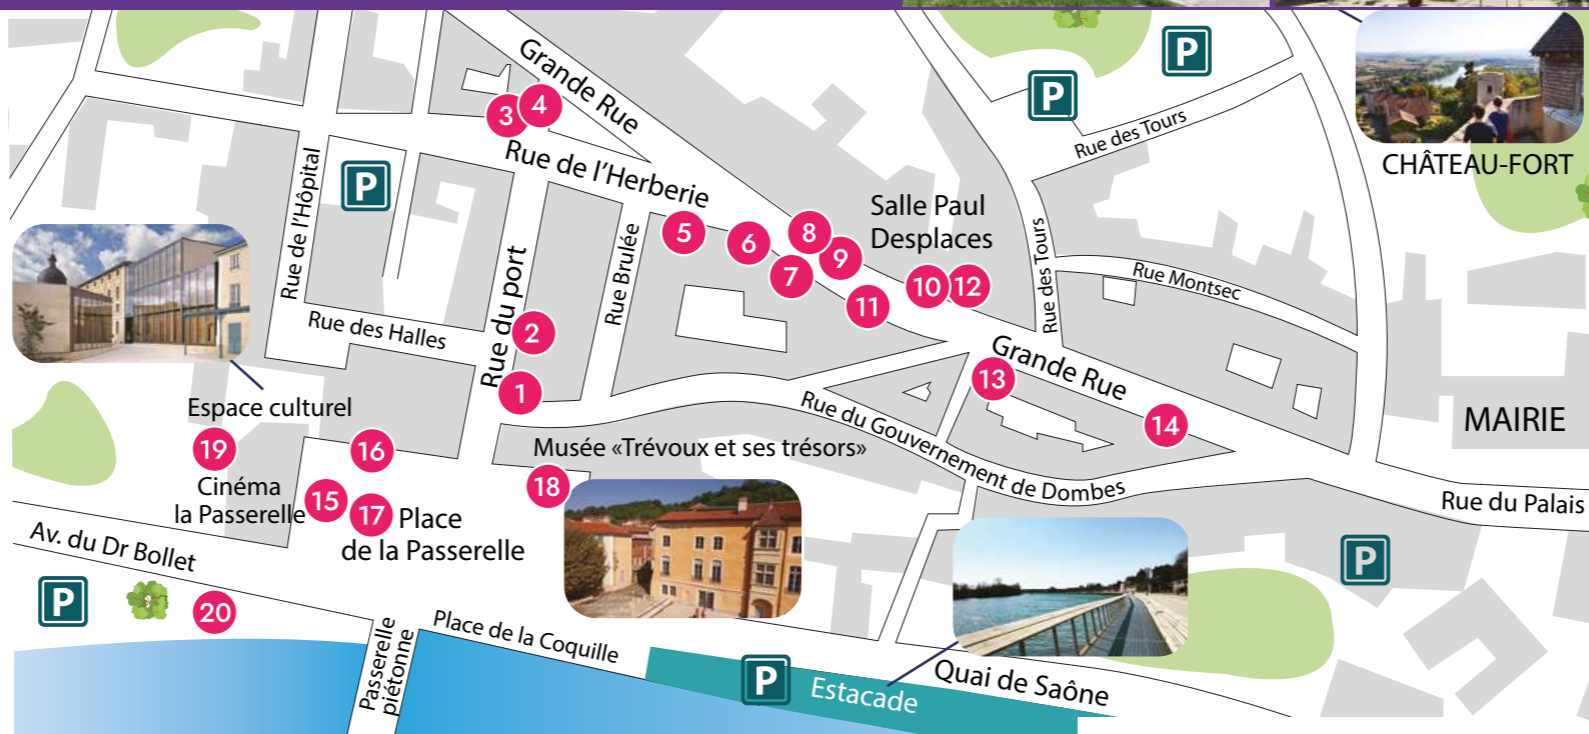 P
P
Grande Rue
3
4
Rue des Tours
CHÂTEAU-FORT
Rue de l'Herberie
Rue de l'Hôpital
P
Salle Paul
Desplaces
5
6
8
9
7
10
12
11
Rue des Tours
Rue Montsec
Rue Brulée
Rue du port
2
Rue des Halles
1
Grande Rue
13
14
MAIRIE
Espace culturel
Rue du Gouvernement de Dombes
19
16
Musée «Trévoux et ses trésors»
18
Cinéma
la Passerelle
15
17
Place
de la Passerelle
Rue du Palais
Av. du Dr Bollet
P
P
20
Passerelle
piétonne
Place de la Coquille
P
Estacade
Quai de Saône